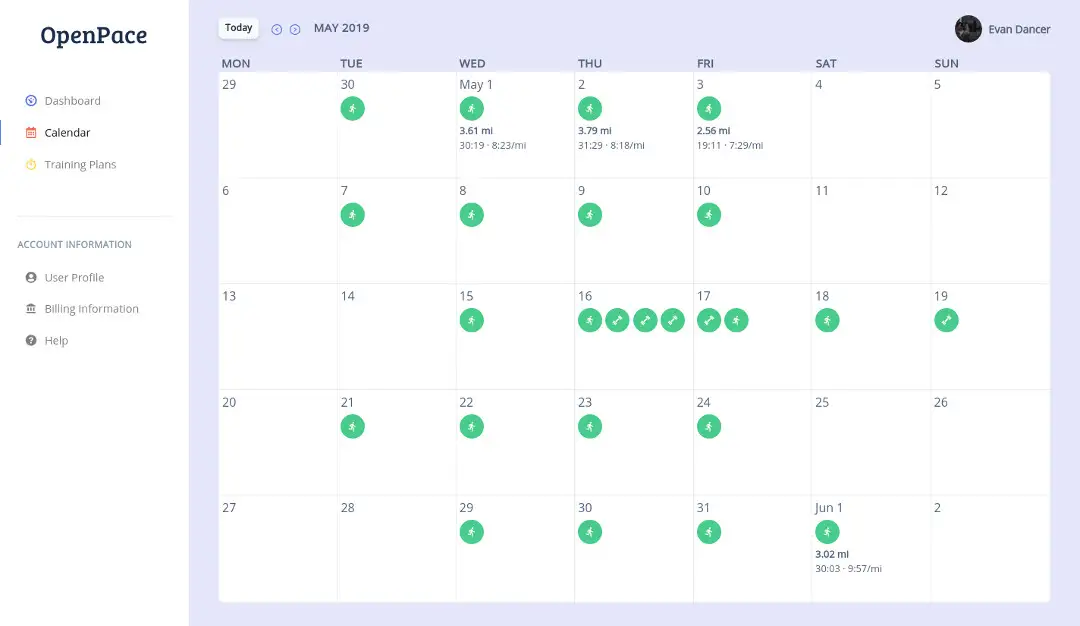 OpenPace
Dashboard
Calendar
Training Plans
ACCOUNT INFORMATION
User Profile
Billing Information
Help
Today MAY 2019 Evan Dancer
MON TUE WED THU FRI SAT SUN
29 30 May 1 2 3 4 5
3.61 mi 3.79 mi 2.56 mi
30:19 · 8:23/mi 31:29 · 8:18/mi 19:11 · 7:29/mi
6 7 8 9 10 11 12
13 14 15 16 17 18 19
20 21 22 23 24 25 26
27 28 29 30 31 Jun 1 2
3.02 mi
30:03 · 9:57/mi